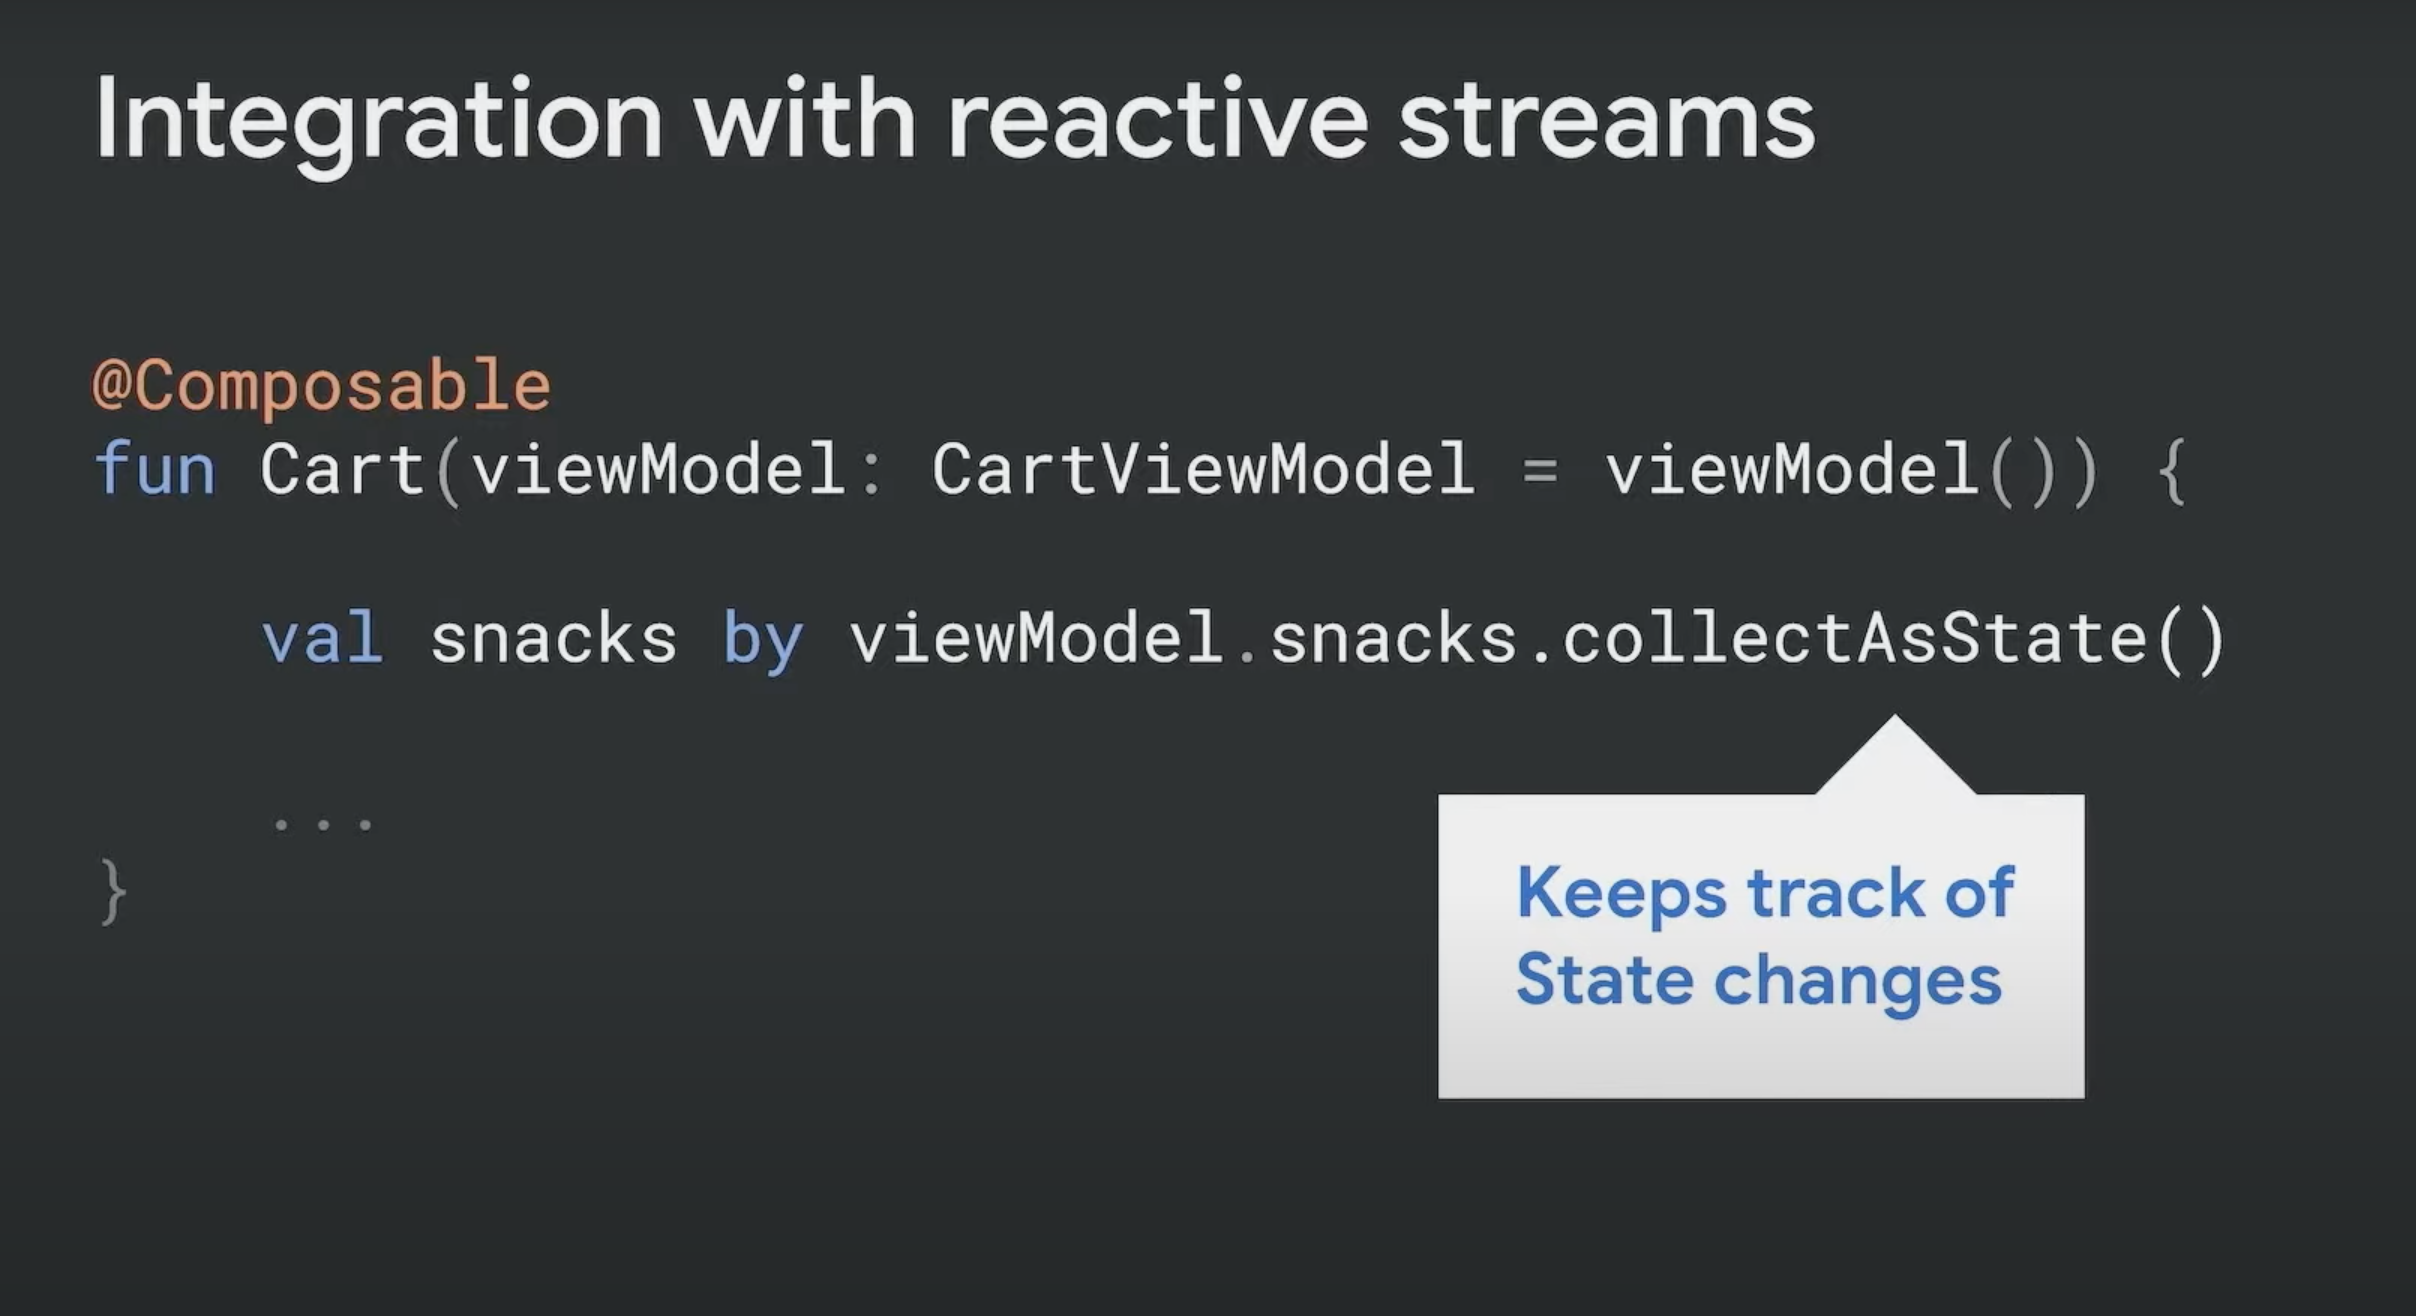 Integration with reactive streams
@Composable
fun Cart(viewModel: CartViewModel = viewModel()) {
val snacks by viewModel.snacks.collectAsState()
...
}
Keeps track of
State changes